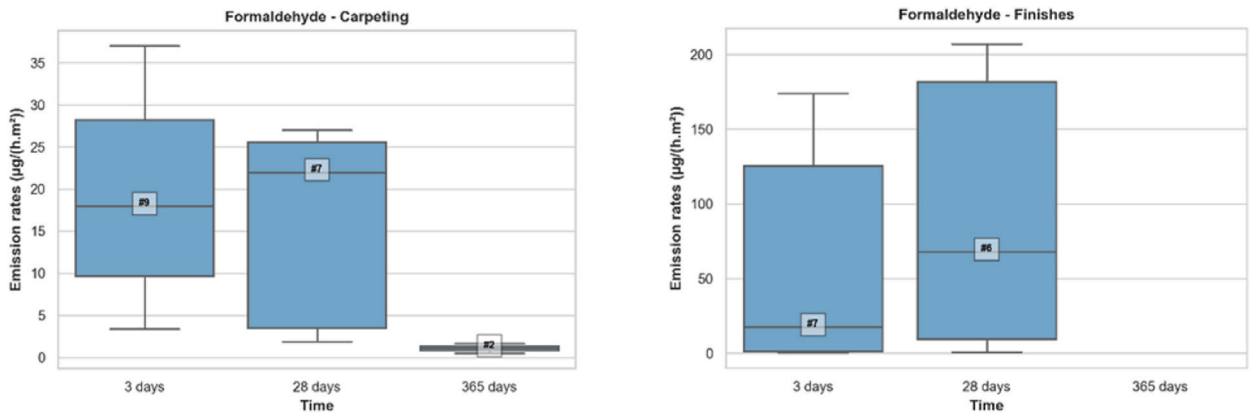 Formaldehyde - Carpeting
Emission rates (µg/(h.m²))
35
30
25
20
15
10
5
0
#9
#7
#2
3 days
28 days
365 days
Time
Formaldehyde - Finishes
Emission rates (µg/(h.m²))
200
150
100
50
0
#7
#6
3 days
28 days
365 days
Time